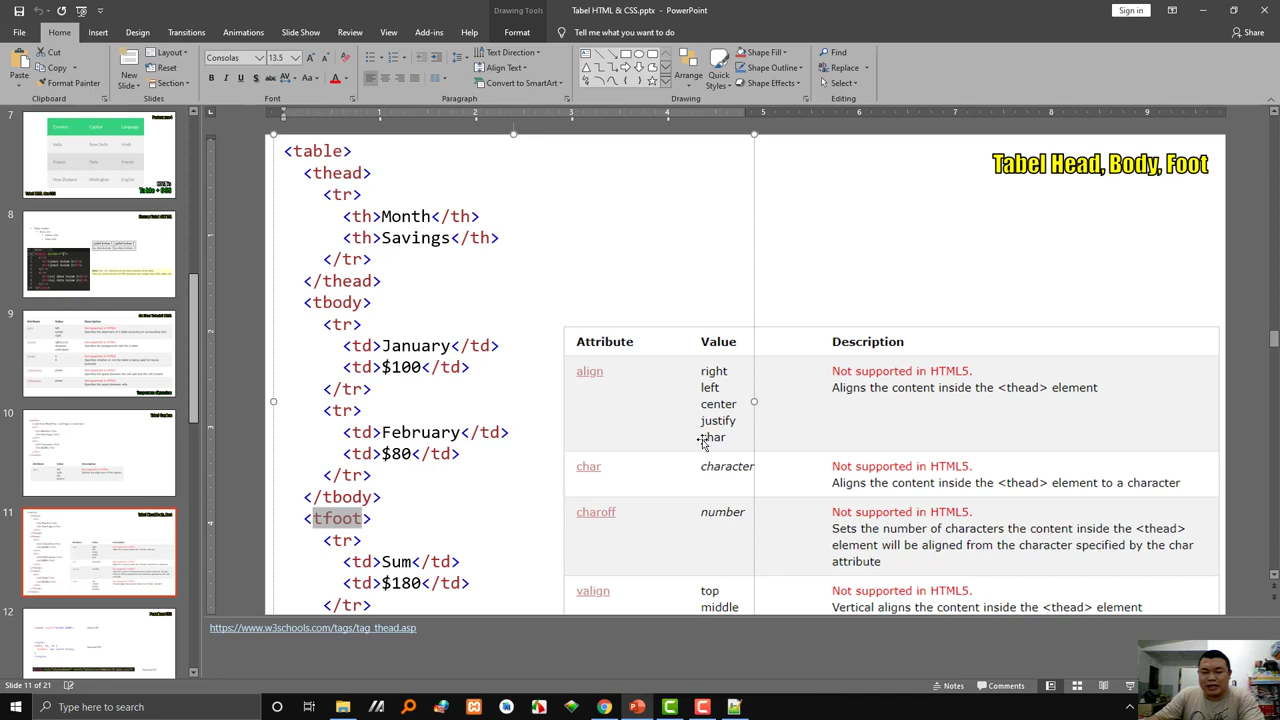 Drawing Tools
Tabel HTML & CSS.pptx - PowerPoint
Sign in
File Home Insert Design Transitions Animations Slide Show Review View Add-ins Help Format Tell me what you want to do Share
Paste
Cut
Copy
Format Painter
Clipboard
New Slide
Layout
Reset
Section
Slides
Consolas 13.5
Font
Text Direction
Align Text
Convert to SmartArt
Paragraph
Arrange
Quick Styles
Shape Fill
Shape Outline
Shape Effects
Drawing
Find
Replace
Select
Editing
7
8
9
10
11
12
<table>
<thead>
<tr>
<th>Month</th>
<th>Savings</th>
</tr>
</thead>
<tbody>
<tr>
<td>January</td>
<td>$100</td>
</tr>
<tr>
<td>February</td>
<td>$80</td>
</tr>
</tbody>
<tfoot>
<tr>
<td>Sum</td>
<td>$180</td>
</tr>
Tabel Head, Body, Foot
Attribute Value Description
align right Not supported in HTML5.
left Aligns the content inside the <thead> element
center
justify
char
char character Not supported in HTML5.
Aligns the content inside the <thead> element to a character
charoff number Not supported in HTML5.
Sets the number of characters the content inside the <thead>
element will be aligned from the character specified by the char
attribute
valign top Not supported in HTML5.
middle Vertical aligns the content inside the <thead> element
https://www.w3schools.com/tags/tag_thead.asp
Slide 11 of 21
Notes
Comments
Type here to search